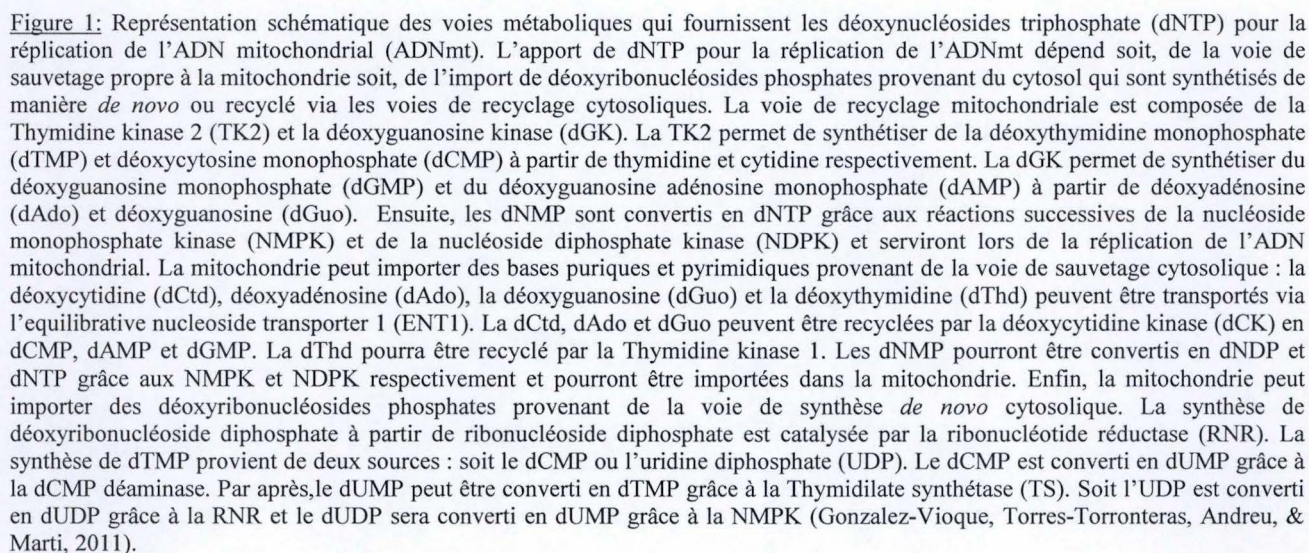 Figure 1: Représentation schématique des voies métaboliques qui fournissent les déoxynucléosides triphosphate (dNTP) pour la
réplication de l'ADN mitochondrial (ADNmt). L'apport de dNTP pour la réplication de l'ADNmt dépend soit, de la voie de
sauvetage propre à la mitochondrie soit, de l'import de déoxyribonucléosides phosphates provenant du cytosol qui sont synthétisés de
manière de novo ou recyclé via les voies de recyclage cytosoliques. La voie de recyclage mitochondriale est composée de la
Thymidine kinase 2 (TK2) et la déoxyguanosine kinase (dGK). La TK2 permet de synthétiser de la déoxythymidine monophosphate
(dTMP) et déoxycytosine monophosphate (dCMP) à partir de thymidine et cytidine respectivement. La dGK permet de synthétiser du
déoxyguanosine monophosphate (dGMP) et du déoxyguanosine adénosine monophosphate (dAMP) à partir de déoxyadénosine
(dAdo) et déoxyguanosine (dGuo). Ensuite, les dNMP sont convertis en dNTP grâce aux réactions successives de la nucléoside
monophosphate kinase (NMPK) et de la nucléoside diphosphate kinase (NDPK) et serviront lors de la réplication de l'ADN
mitochondrial. La mitochondrie peut importer des bases puriques et pyrimidiques provenant de la voie de sauvetage cytosolique : la
déoxycytidine (dCtd), déoxyadénosine (dAdo), la déoxyguanosine (dGuo) et la déoxythymidine (dThd) peuvent être transportés via
l'equilibrative nucleoside transporter 1 (ENT1). La dCtd, dAdo et dGuo peuvent être recyclées par la déoxycytidine kinase (dCK) en
dCMP, dAMP et dGMP. La dThd pourra être recyclé par la Thymidine kinase 1. Les dNMP pourront être convertis en dNDP et
dNTP grâce aux NMPK et NDPK respectivement et pourront être importées dans la mitochondrie. Enfin, la mitochondrie peut
importer des déoxyribonucléosides phosphates provenant de la voie de synthèse de novo cytosolique. La synthèse de
déoxyribonucléoside diphosphate à partir de ribonucléoside diphosphate est catalysée par la ribonucléotide réductase (RNR). La
synthèse de dTMP provient de deux sources : soit le dCMP ou l'uridine diphosphate (UDP). Le dCMP est converti en dUMP grâce à
la dCMP déaminase. Par après,le dUMP peut être converti en dTMP grâce à la Thymidilate synthétase (TS). Soit l'UDP est converti
en dUDP grâce à la RNR et le dUDP sera converti en dUMP grâce à la NMPK (Gonzalez-Vioque, Torres-Torronteras, Andreu, &
Marti, 2011).